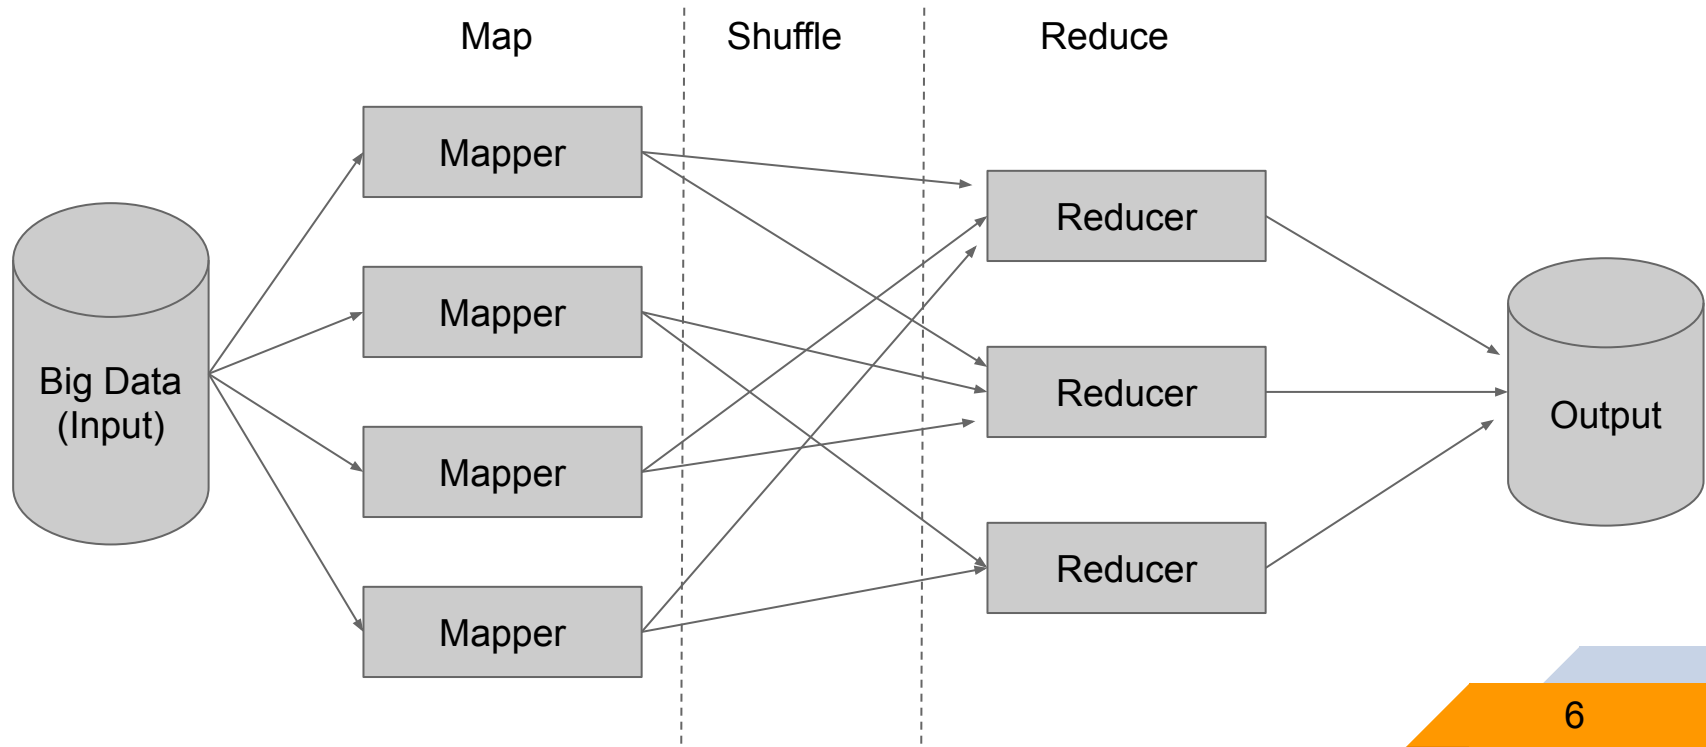 Map
Shuffle
Reduce
Mapper
Mapper
Mapper
Mapper
Big Data
(Input)
Reducer
Reducer
Reducer
Output
6